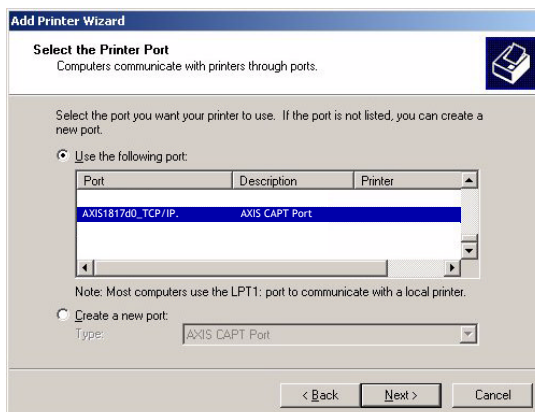 Add Printer Wizard
Select the Printer Port
Computers communicate with printers through ports.
Select the port you want your printer to use. If the port is not listed, you can create a
new port.
Use the following port:
Port Description Printer
AXIS1817d0_TCP/IP. AXIS CAPT Port
Note: Most computers use the LPT1: port to communicate with a local printer.
Create a new port:
Type: AXIS CAPT Port
< Back Next > Cancel